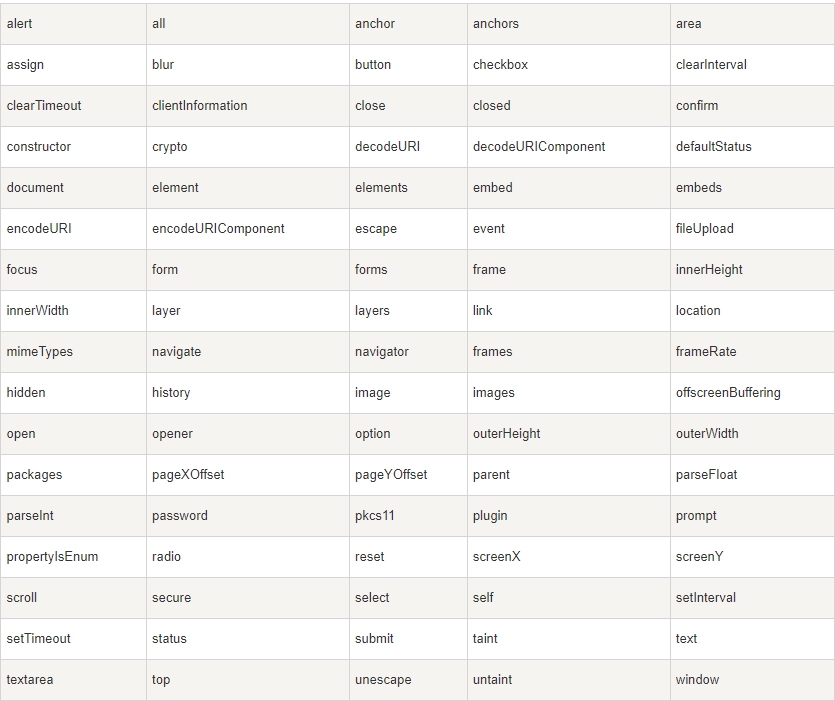 alert all anchor anchors area
assign blur button checkbox clearInterval
clearTimeout clientInformation close closed confirm
constructor crypto decodeURI decodeURIComponent defaultStatus
document element elements embed embeds
encodeURI encodeURIComponent escape event fileUpload
focus form forms frame innerHeight
innerWidth layer layers link location
mimeTypes navigate navigator frames frameRate
hidden history image images offscreenBuffering
open opener option outerHeight outerWidth
packages pageXOffset pageYOffset parent parseFloat
parseInt password pkcs11 plugin prompt
propertyIsEnum radio reset screenX screenY
scroll secure select self setInterval
setTimeout status submit taint text
textarea top unescape untaint window